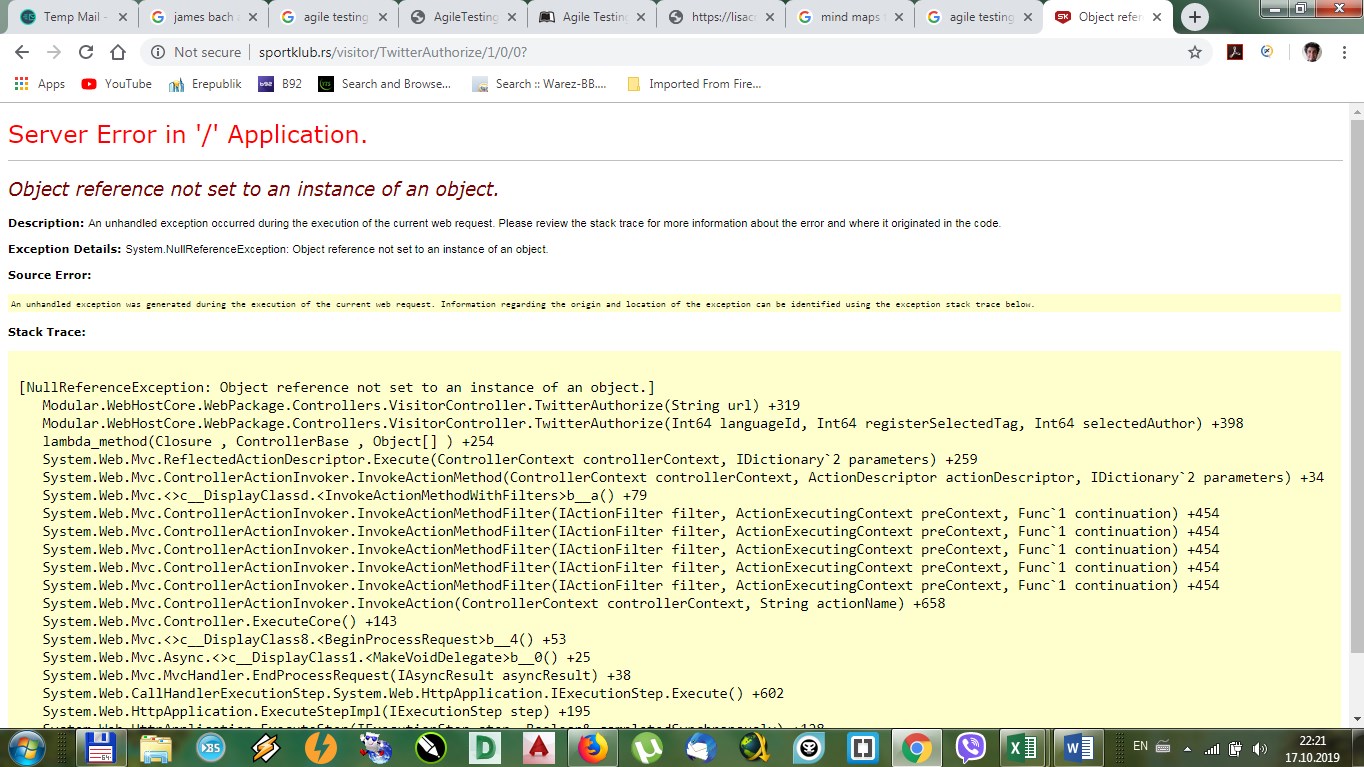 Temp Mail - james bach a agile testing AgileTesting Agile Testing https://lisacr mind maps f agile testing Object refer
Not secure sportklub.rs/visitor/TwitterAuthorize/1/0/0?
Apps YouTube Erepublik B92 Search and Browse... Search :: Warez-BB.... Imported From Fire...
Server Error in '/' Application.
Object reference not set to an instance of an object.
Description: An unhandled exception occurred during the execution of the current web request. Please review the stack trace for more information about the error and where it originated in the code.
Exception Details: System.NullReferenceException: Object reference not set to an instance of an object.
Source Error:
An unhandled exception was generated during the execution of the current web request. Information regarding the origin and location of the exception can be identified using the exception stack trace below.
Stack Trace:
[NullReferenceException: Object reference not set to an instance of an object.]
Modular.WebHostCore.WebPackage.Controllers.VisitorController.TwitterAuthorize(String url) +319
Modular.WebHostCore.WebPackage.Controllers.VisitorController.TwitterAuthorize(Int64 languageId, Int64 registerSelectedTag, Int64 selectedAuthor) +398
lambda_method(Closure , ControllerBase , Object[] ) +254
System.Web.Mvc.ReflectedActionDescriptor.Execute(ControllerContext controllerContext, IDictionary`2 parameters) +259
System.Web.Mvc.ControllerActionInvoker.InvokeActionMethod(ControllerContext controllerContext, ActionDescriptor actionDescriptor, IDictionary`2 parameters) +34
System.Web.Mvc.<>c__DisplayClassd.<InvokeActionMethodWithFilters>b__a() +79
System.Web.Mvc.ControllerActionInvoker.InvokeActionMethodFilter(IActionFilter filter, ActionExecutingContext preContext, Func`1 continuation) +454
System.Web.Mvc.ControllerActionInvoker.InvokeActionMethodFilter(IActionFilter filter, ActionExecutingContext preContext, Func`1 continuation) +454
System.Web.Mvc.ControllerActionInvoker.InvokeActionMethodFilter(IActionFilter filter, ActionExecutingContext preContext, Func`1 continuation) +454
System.Web.Mvc.ControllerActionInvoker.InvokeActionMethodFilter(IActionFilter filter, ActionExecutingContext preContext, Func`1 continuation) +454
System.Web.Mvc.ControllerActionInvoker.InvokeActionMethodFilter(IActionFilter filter, ActionExecutingContext preContext, Func`1 continuation) +454
System.Web.Mvc.ControllerActionInvoker.InvokeAction(ControllerContext controllerContext, String actionName) +658
System.Web.Mvc.Controller.ExecuteCore() +143
System.Web.Mvc.<>c__DisplayClass8.<BeginProcessRequest>b__4() +53
System.Web.Mvc.Async.<>c__DisplayClass1.<MakeVoidDelegate>b__0() +25
System.Web.Mvc.MvcHandler.EndProcessRequest(IAsyncResult asyncResult) +38
System.Web.CallHandlerExecutionStep.System.Web.HttpApplication.IExecutionStep.Execute() +602
System.Web.HttpApplication.ExecuteStepImpl(IExecutionStep step) +195
EN 22:21
17.10.2019